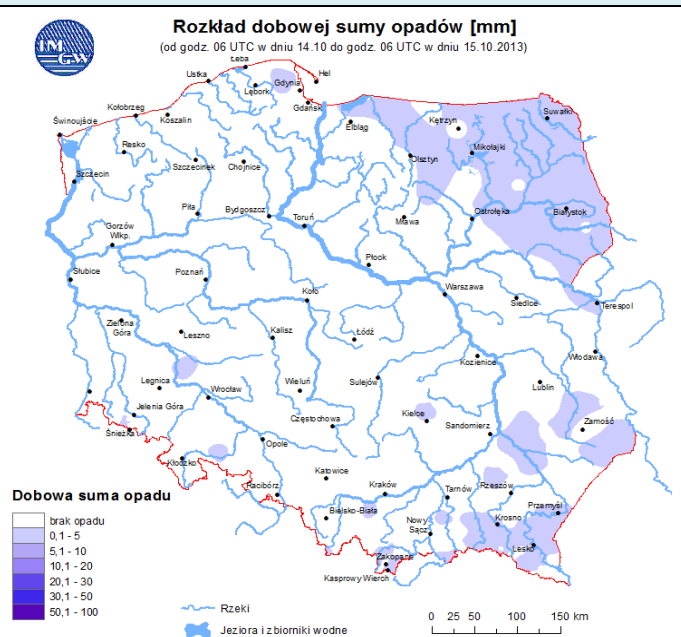 Rozkład dobowej sumy opadów [mm]
(od godz. 06 UTC w dniu 14.10 do godz. 06 UTC w dniu 15.10.2013)
IM
GW
Łeba
Ustka
Hel
Gdynia
Lębork
Gdańsk
Kołobrzeg
Koszalin
Świnoujście
Elbląg
Kętrzyn
Suwałki
Resko
Szczecinek
Chojnice
Olsztyn
Mikołajki
Szczecin
Piła
Bydgoszcz
Toruń
Mława
Ostrołęka
Białystok
Gorzów
Wlkp.
Płock
Słubice
Poznań
Koło
Warszawa
Siedlce
Terespol
Zielona
Góra
Leszno
Kalisz
Łódź
Kozienice
Włodawa
Legnica
Wrocław
Wieluń
Sulejów
Lublin
Jelenia Góra
Śnieżka
Częstochowa
Kielce
Sandomierz
Zamość
Opole
Kłodzko
Katowice
Racibórz
Kraków
Tarnów
Rzeszów
Przemyśl
Bielsko-Biała
Nowy
Sącz
Krosno
Lesko
Zakopane
Kasprowy Wierch
Dobowa suma opadu
brak opadu
0,1 - 5
5,1 - 10
10,1 - 20
20,1 - 30
30,1 - 50
50,1 - 100
Rzeki
Jeziora i zbiorniki wodne
0 25 50 100 150 km